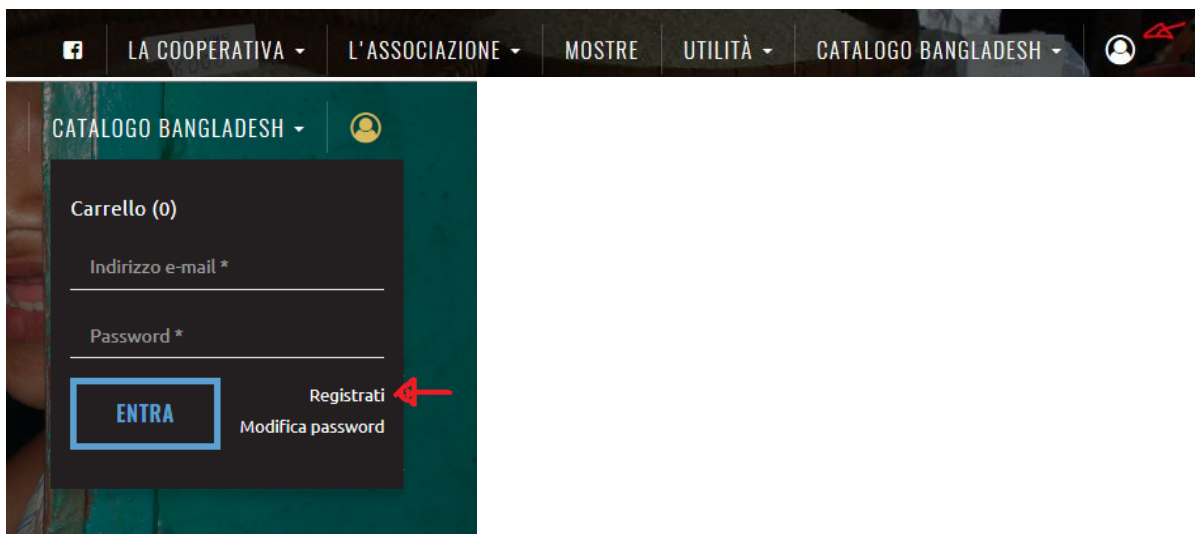 LA COOPERATIVA L'ASSOCIAZIONE MOSTRE UTILITÀ CATALOGO BANGLADESH
CATALOGO BANGLADESH
Carrello (0)
Indirizzo e-mail *
Password *
Registrati
ENTRA
Modifica password